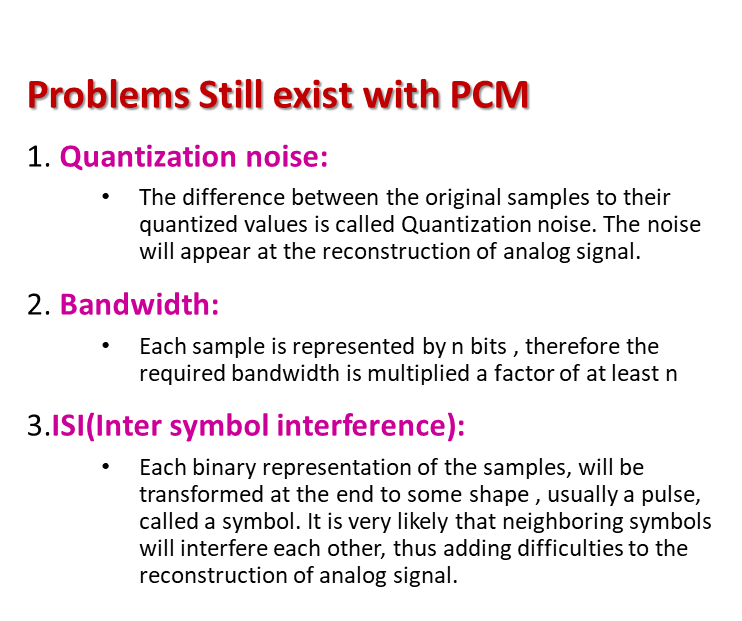 Problems Still exist with PCM
1. Quantization noise:
• The difference between the original samples to their
quantized values is called Quantization noise. The noise
will appear at the reconstruction of analog signal.
2. Bandwidth:
• Each sample is represented by n bits , therefore the
required bandwidth is multiplied a factor of at least n
3.ISI(Inter symbol interference):
• Each binary representation of the samples, will be
transformed at the end to some shape , usually a pulse,
called a symbol. It is very likely that neighboring symbols
will interfere each other, thus adding difficulties to the
reconstruction of analog signal.